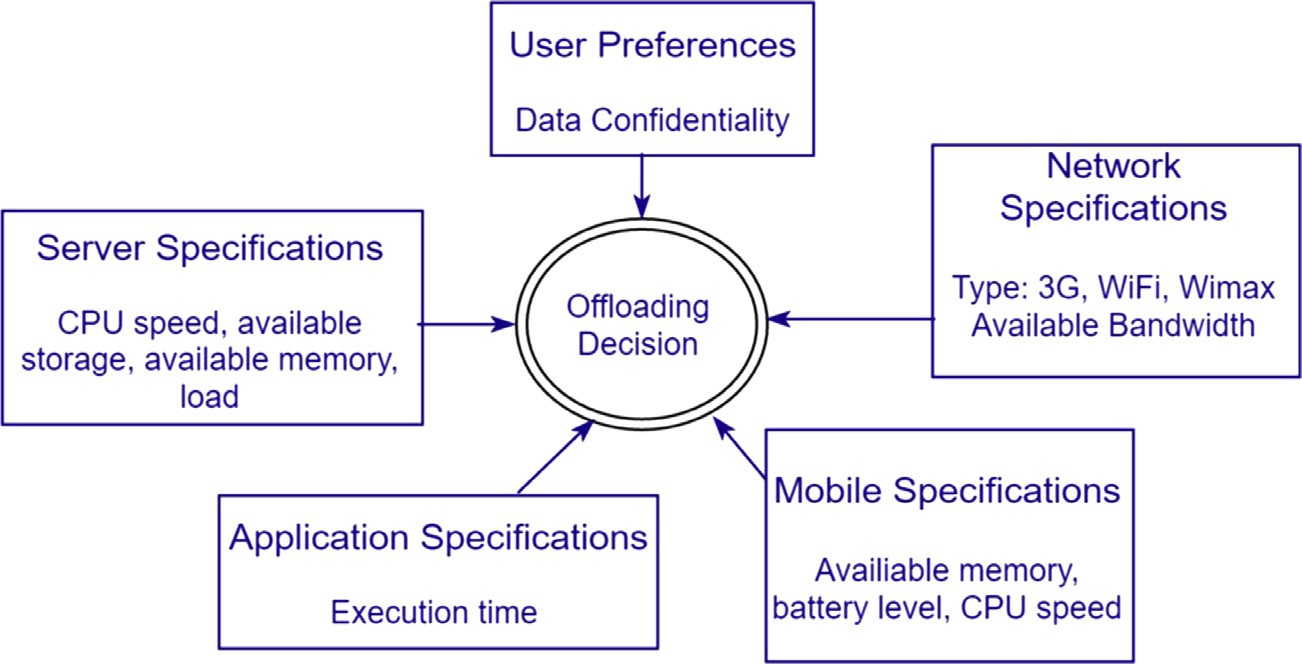 User Preferences
Data Confidentiality
Network
Specifications
Type: 3G, WiFi, Wimax
Available Bandwidth
Server Specifications
CPU speed, available
storage, available memory,
load
Offloading
Decision
Application Specifications
Execution time
Mobile Specifications
Availiable memory,
battery level, CPU speed